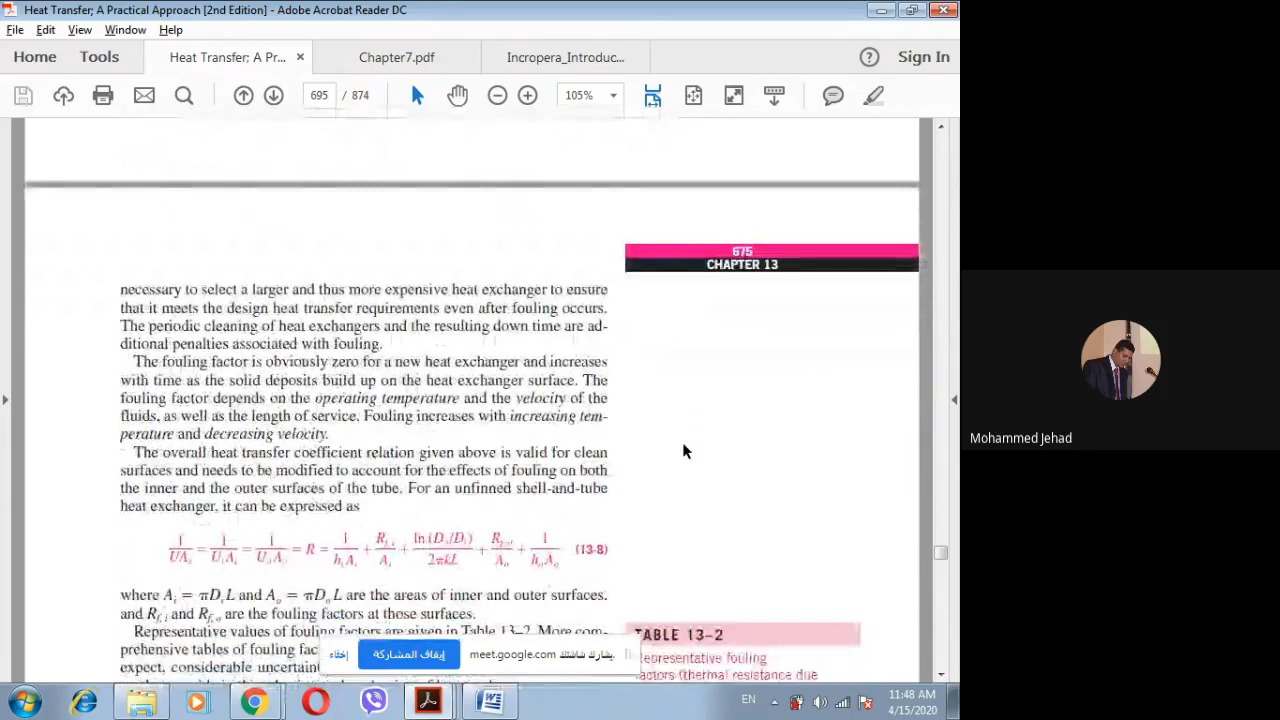 Heat Transfer; A Practical Approach [2nd Edition] - Adobe Acrobat Reader DC
File Edit View Window Help
Home Tools Heat Transfer; A Pr... × Chapter7.pdf Incropera_Introduc... Sign In
695 / 874 105%
675
CHAPTER 13
necessary to select a larger and thus more expensive heat exchanger to ensure
that it meets the design heat transfer requirements even after fouling occurs.
The periodic cleaning of heat exchangers and the resulting down time are ad-
ditional penalties associated with fouling.
The fouling factor is obviously zero for a new heat exchanger and increases
with time as the solid deposits build up on the heat exchanger surface. The
fouling factor depends on the operating temperature and the velocity of the
fluids, as well as the length of service. Fouling increases with increasing tem-
perature and decreasing velocity.
The overall heat transfer coefficient relation given above is valid for clean
surfaces and needs to be modified to account for the effects of fouling on both
the inner and the outer surfaces of the tube. For an unfinned shell-and-tube
heat exchanger, it can be expressed as
1/UA_s = 1/U_iA_i = 1/U_oA_o = R = 1/h_iA_i + R_f,i/A_i + ln (D_o/D_i)/2πkL + R_f,o/A_o + 1/h_oA_o (13-8)
where A_i = πD_iL and A_o = πD_oL are the areas of inner and outer surfaces,
and R_f,i and R_f,o are the fouling factors at those surfaces.
Representative values of fouling factors are given in Table 13–2. More com-
prehensive tables of fouling fac
expect, considerable uncertain
TABLE 13–2
Representative fouling
factors (thermal resistance due
meet.google.com يشارك شاشتك
إيقاف المشاركة
إخفاء
Mohammed Jehad
EN
11:48 AM
4/15/2020